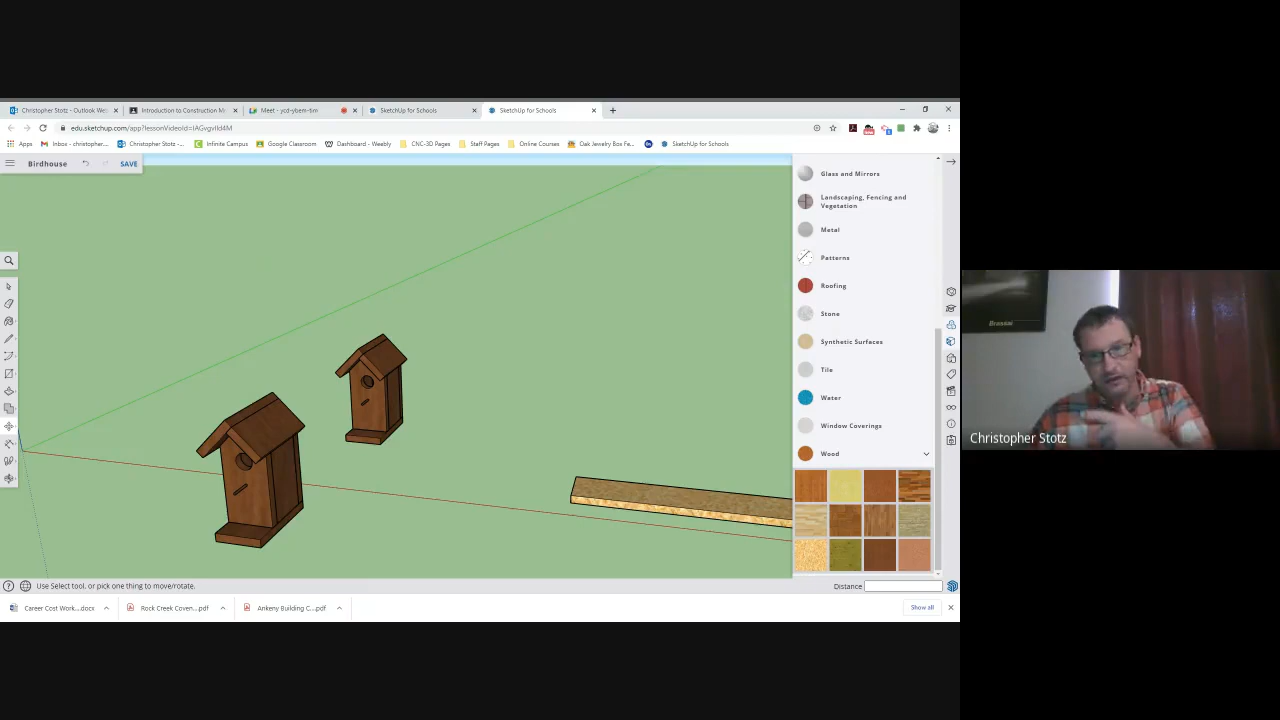 Christopher Stotz - Outlook We
Introduction to Construction M
Meet - ycd-ybem-tim
SketchUp for Schools
SketchUp for Schools
edu.sketchup.com/app?lessonVideoId=
Apps
Inbox - christopher....
Christopher Stotz -...
Infinite Campus
Google Classroom
Dashboard - Weebly
CNC-3D Pages
Staff Pages
Online Courses
Oak Jewelry Box Fe...
SketchUp for Schools
Birdhouse
SAVE
Glass and Mirrors
Landscaping, Fencing and
Vegetation
Metal
Patterns
Roofing
Stone
Synthetic Surfaces
Tile
Water
Window Coverings
Wood
Christopher Stotz
Use Select tool, or pick one thing to move/rotate.
Distance
Career Cost Work....docx
Rock Creek Coven...pdf
Ankeny Building C....pdf
Show all